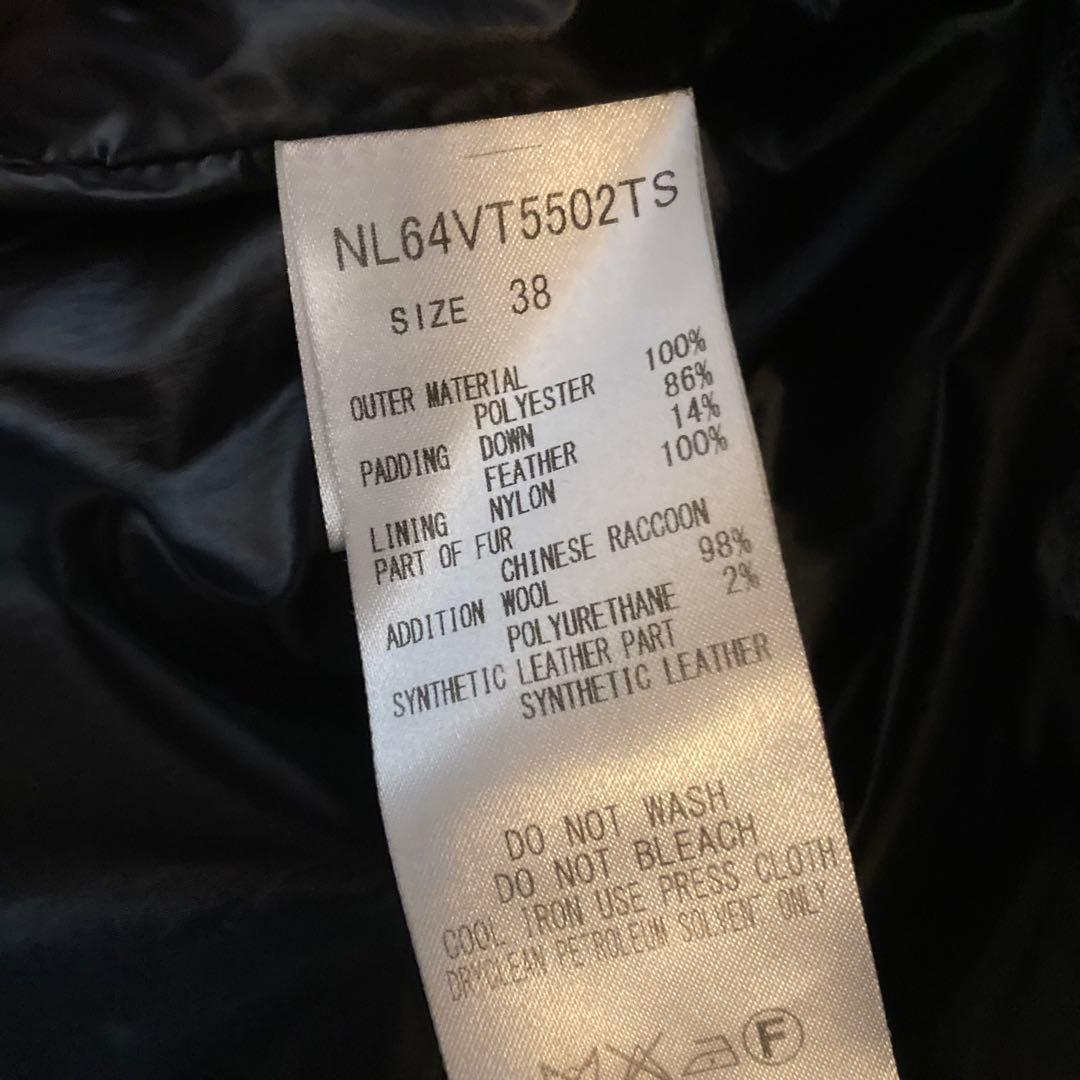 NL64VT5502TS
SIZE 38
OUTER MATERIAL
POLYESTER 100%
PADDING DOWN 86%
FEATHER 14%
LINING NYLON 100%
PART OF FUR
CHINESE RACCOON
ADDITION WOOL 98%
POLYURETHANE 2%
SYNTHETIC LEATHER PART
SYNTHETIC LEATHER
DO NOT WASH
DO NOT BLEACH
COOL IRON USE PRESS CLOTH
DRYCLEAN PETROLEUM SOLVENT ONLY
F